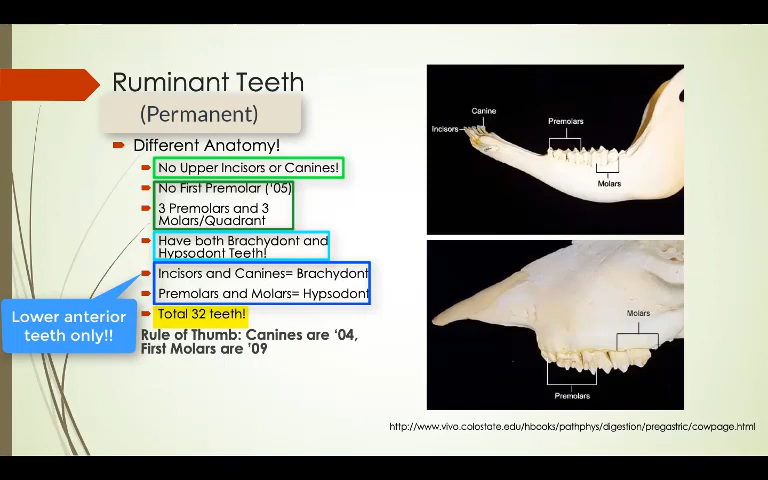 Ruminant Teeth
(Permanent)
Different Anatomy!
No Upper Incisors or Canines!
No First Premolar ('05)
3 Premolars and 3
Molars/Quadrant
Have both Brachydont and
Hypsodont Teeth!
Incisors and Canines= Brachydont
Premolars and Molars= Hypsodont
Total 32 teeth!
Rule of Thumb: Canines are '04,
First Molars are '09
Lower anterior
teeth only!!
Canine
Incisors
Premolars
Molars
Molars
Premolars
http://www.vivo.colostate.edu/hbooks/pathphys/digestion/pregastric/cowpage.html